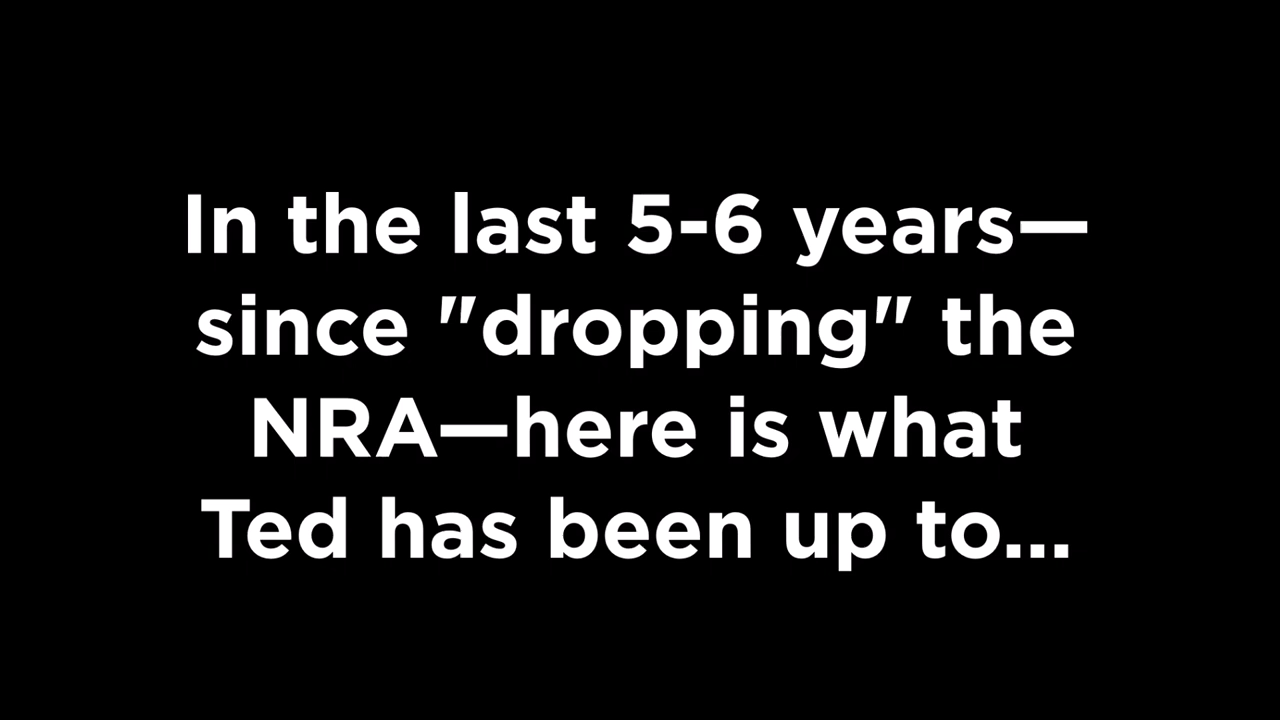 In the last 5-6 years—
since "dropping" the
NRA—here is what
Ted has been up to...